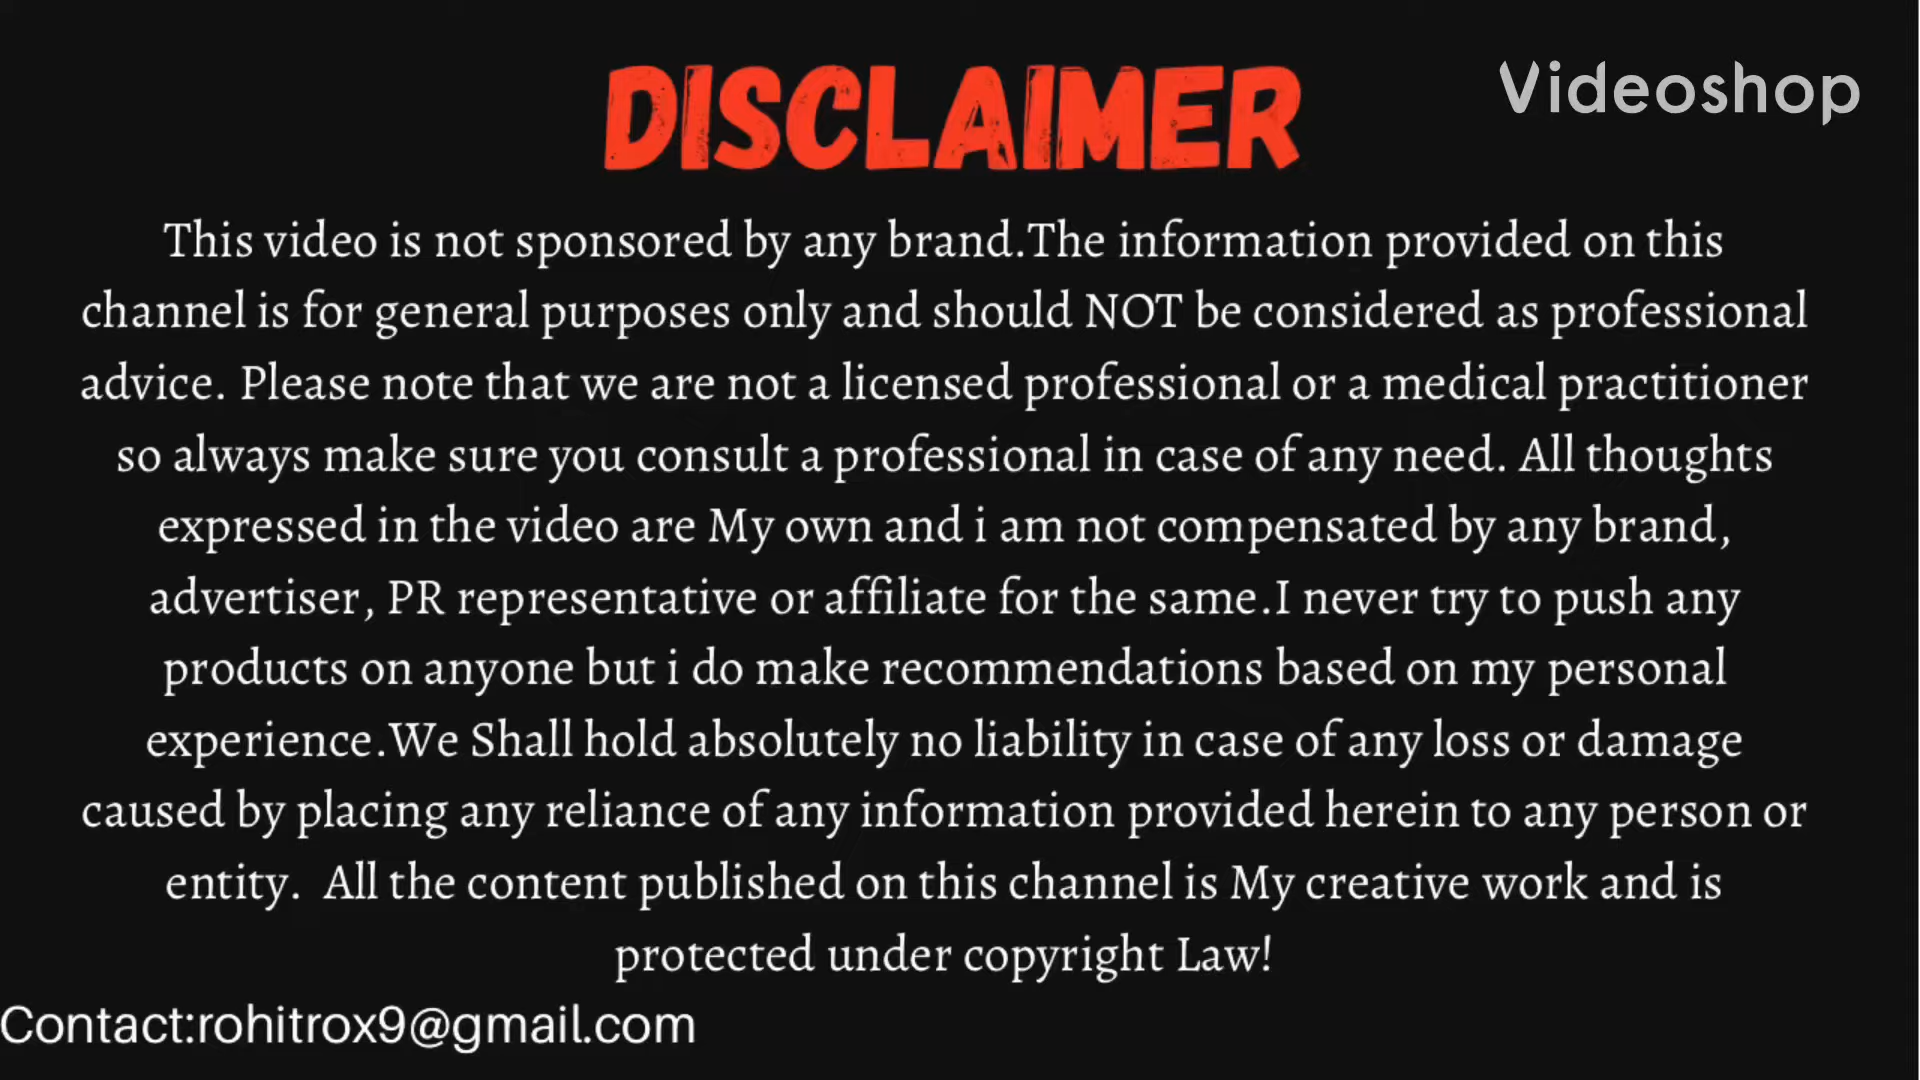 DISCLAIMER
Videoshop
This video is not sponsored by any brand.The information provided on this
channel is for general purposes only and should NOT be considered as professional
advice. Please note that we are not a licensed professional or a medical practitioner
so always make sure you consult a professional in case of any need. All thoughts
expressed in the video are My own and i am not compensated by any brand,
advertiser, PR representative or affiliate for the same.I never try to push any
products on anyone but i do make recommendations based on my personal
experience.We Shall hold absolutely no liability in case of any loss or damage
caused by placing any reliance of any information provided herein to any person or
entity.  All the content published on this channel is My creative work and is
protected under copyright Law!
Contact:rohitrox9@gmail.com